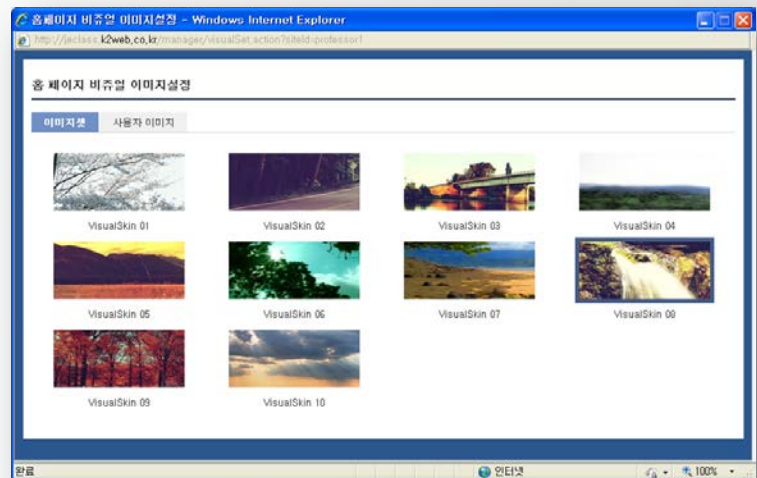 홈페이지 비쥬얼 이미지설정 - Windows Internet Explorer
http://jeclass.k2web.co.kr/manager/visualSet.action?siteId=professor1
홈 페이지 비쥬얼 이미지설정
이미지셋 사용자 이미지
VisualSkin 01 VisualSkin 02 VisualSkin 03 VisualSkin 04
VisualSkin 05 VisualSkin 06 VisualSkin 07 VisualSkin 08
VisualSkin 09 VisualSkin 10
완료 인터넷 100%